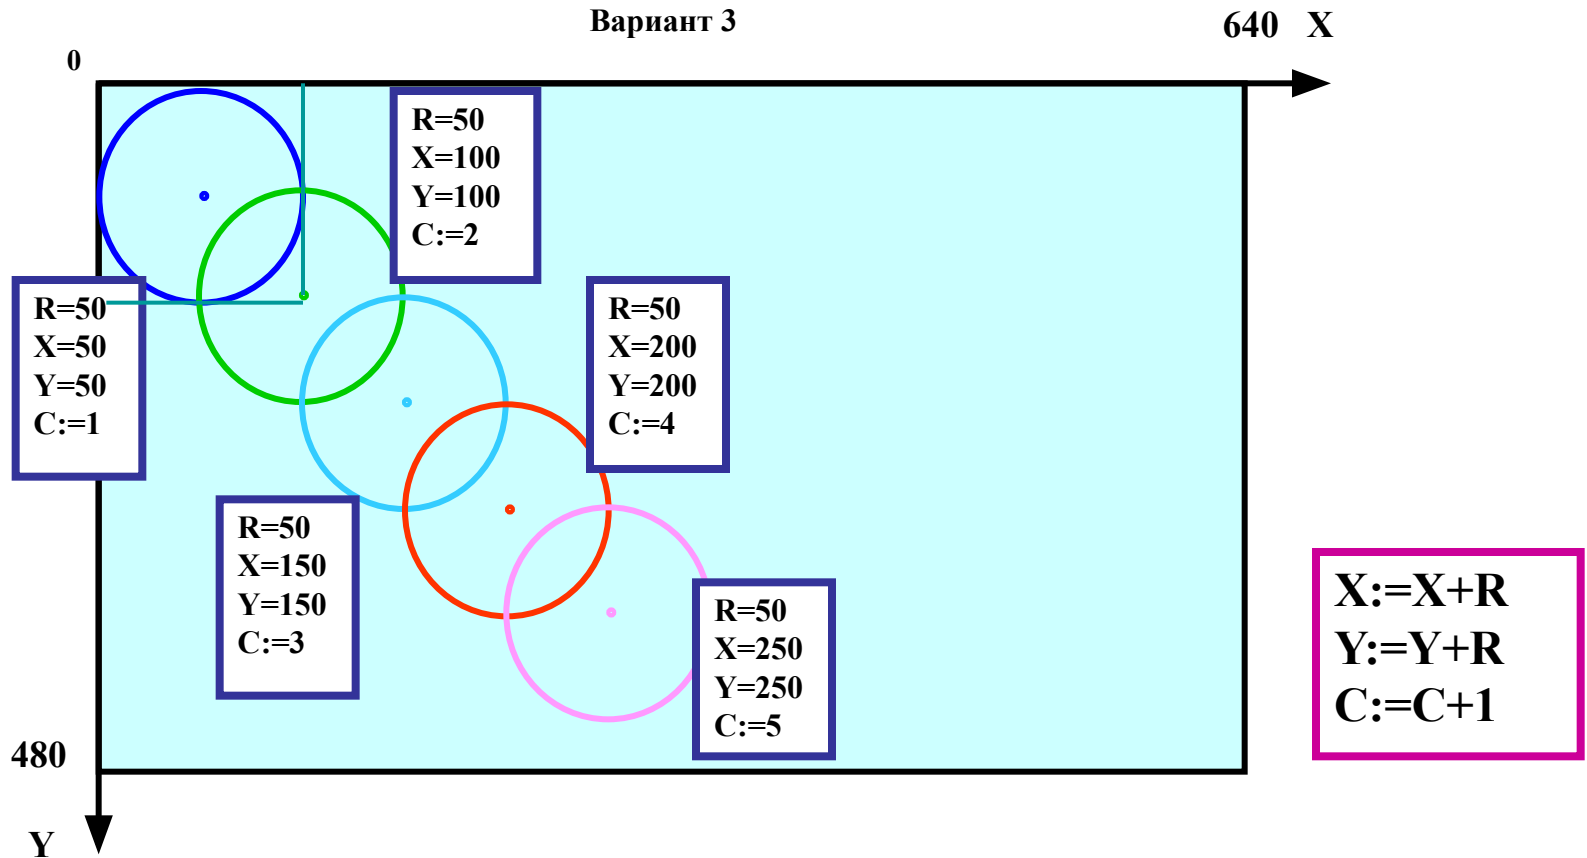 Вариант 3
640 X
0
R=50
X=100
Y=100
C:=2
R=50
X=50
Y=50
C:=1
R=50
X=200
Y=200
C:=4
R=50
X=150
Y=150
C:=3
R=50
X=250
Y=250
C:=5
X:=X+R
Y:=Y+R
C:=C+1
480
Y